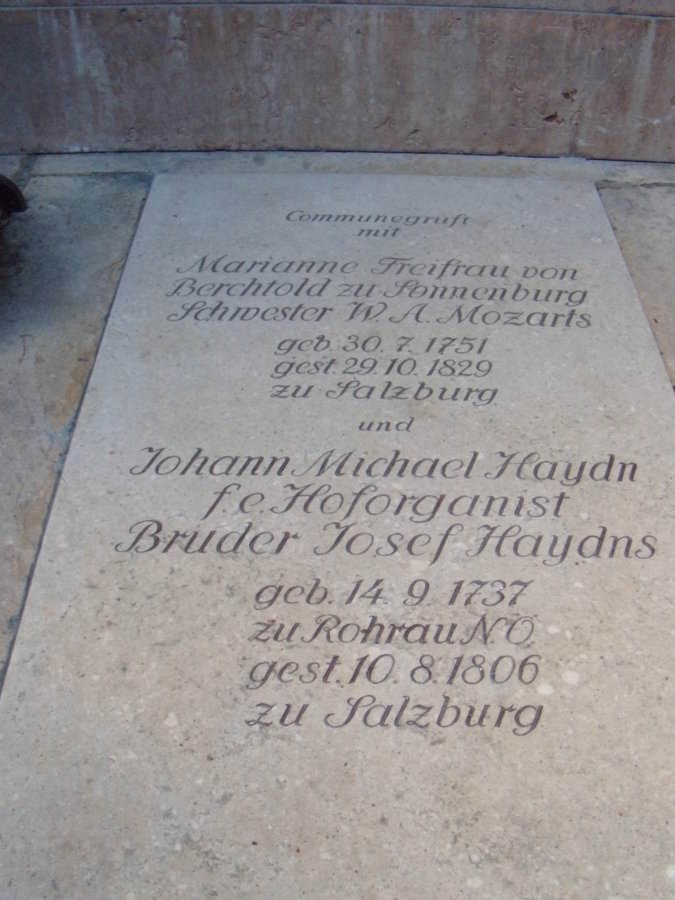 Communegruft
mit
Marianne Freifrau von
Berchtold zu Sonnenburg
Schwester W. A. Mozarts
geb. 30. 7. 1751
gest. 29. 10. 1829
zu Salzburg
und
Johann Michael Haydn
f. e. Hoforganist
Bruder Josef Haydns
geb. 14. 9. 1737
zu Rohrau NÖ.
gest. 10. 8. 1806
zu Salzburg